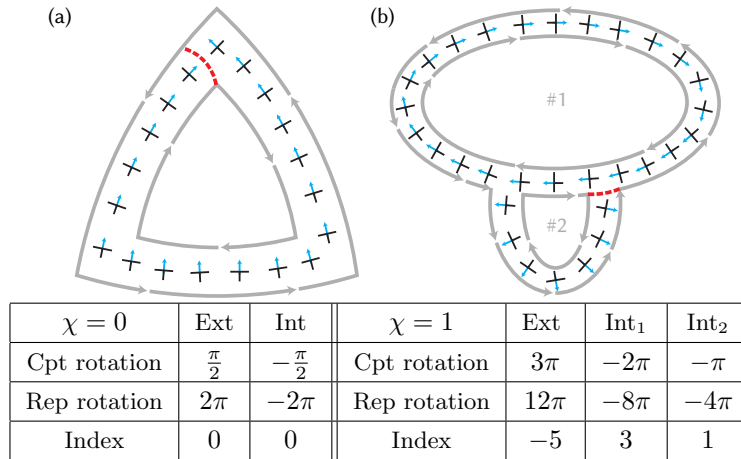 (a) (b)
#1
#2
χ = 0 Ext Int χ = 1 Ext Int₁ Int₂
Cpt rotation π/2 −π/2 Cpt rotation 3π −2π −π
Rep rotation 2π −2π Rep rotation 12π −8π −4π
Index 0 0 Index −5 3 1